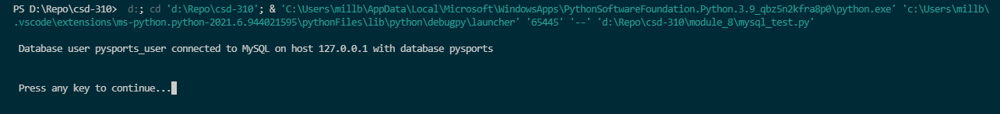 PS D:\Repo\csd-310>  d:; cd 'd:\Repo\csd-310'; & 'C:\Users\millb\AppData\Local\Microsoft\WindowsApps\PythonSoftwareFoundation.Python.3.9_qbz5n2kfra8p0\python.exe' 'c:\Users\millb\
.vscode\extensions\ms-python.python-2021.6.944021595\pythonFiles\lib\python\debugpy\launcher' '65445' '--' 'd:\Repo\csd-310\module_8\mysql_test.py'
Database user pysports_user connected to MySQL on host 127.0.0.1 with database pysports
Press any key to continue...